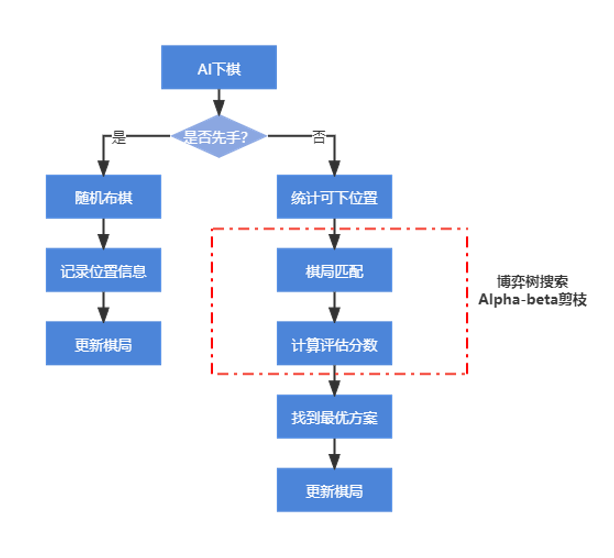 AI下棋
是否先手？
是
否
随机布棋
统计可下位置
记录位置信息
棋局匹配
博弈树搜索
Alpha-beta剪枝
更新棋局
计算评估分数
找到最优方案
更新棋局